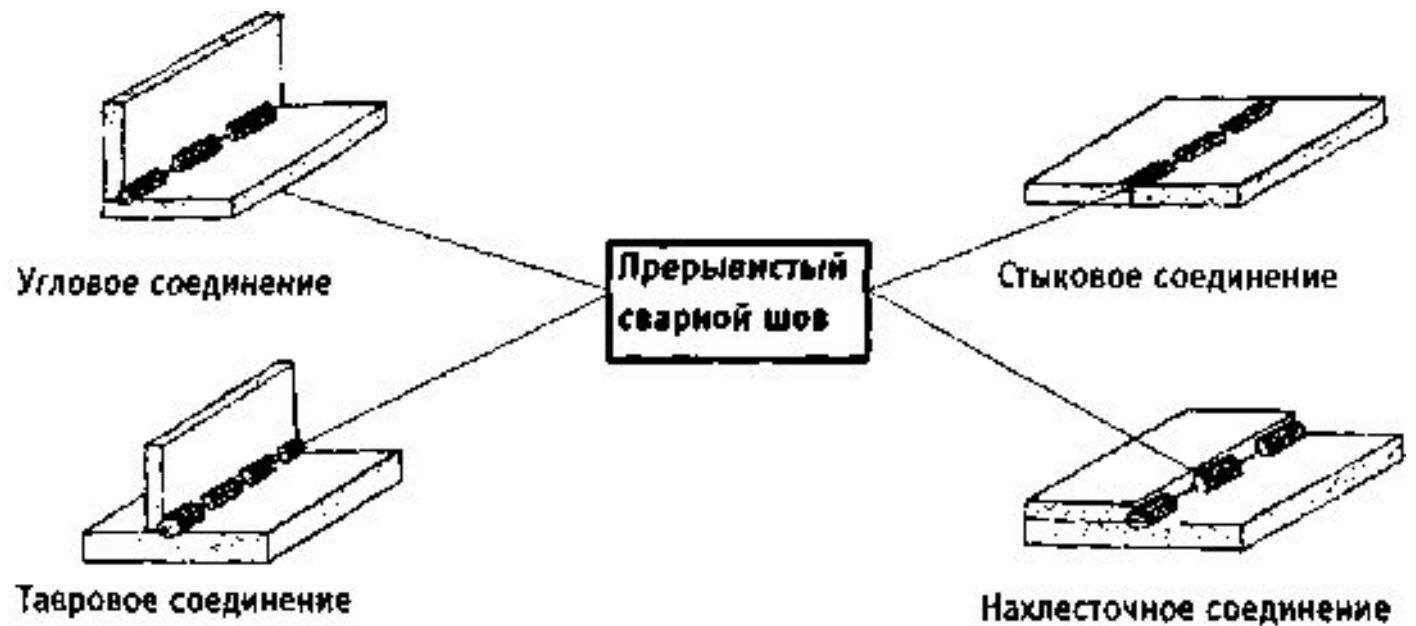 Угловое соединение
Прерывистый
сварной шов
Стыковое соединение
Тавровое соединение
Нахлесточное соединение